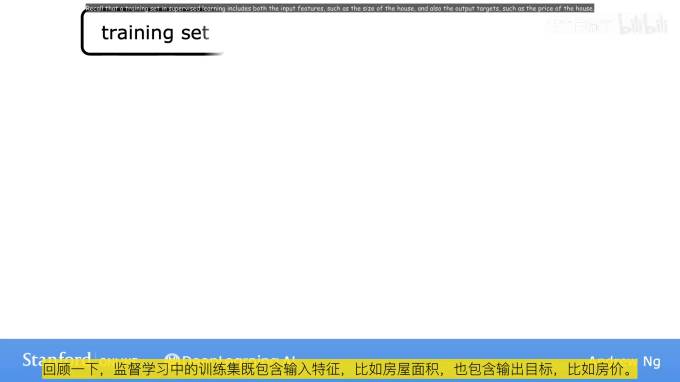 Recall that a training set in supervised learning includes both the input features, such as the size of the house, and also the output targets, such as the price of the house.
bilibili
training set
Stanford
Ng
回顾一下，监督学习中的训练集既包含输入特征，比如房屋面积，也包含输出目标，比如房价。